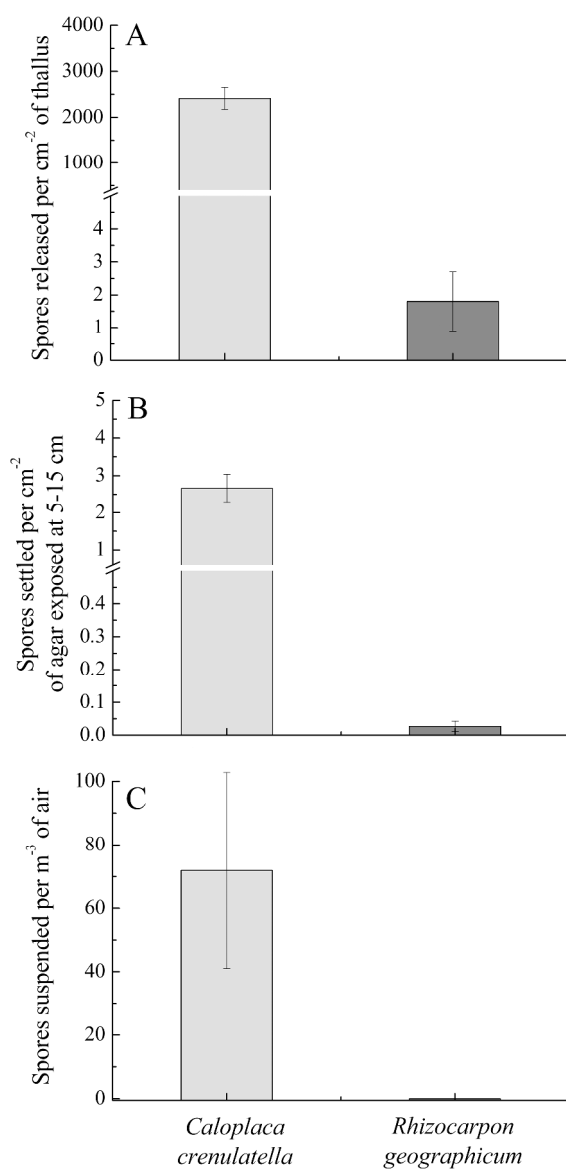 A
Spores released per cm⁻² of thallus
4000
3000
2000
1000
4
3
2
1
0
B
Spores settled per cm⁻²
of agar exposed at 5-15 cm
5
4
3
2
1
0.4
0.3
0.2
0.1
0.0
C
Spores suspended per m⁻³ of air
100
80
60
40
20
0
Caloplaca
crenulatella
Rhizocarpon
geographicum